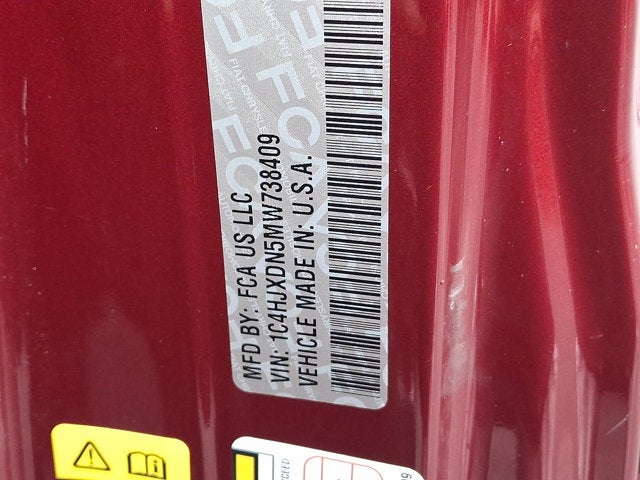 MFD BY: FCA US LLC
VIN: 1C4HJXDN5MW738409
VEHICLE MADE IN: U.S.A.